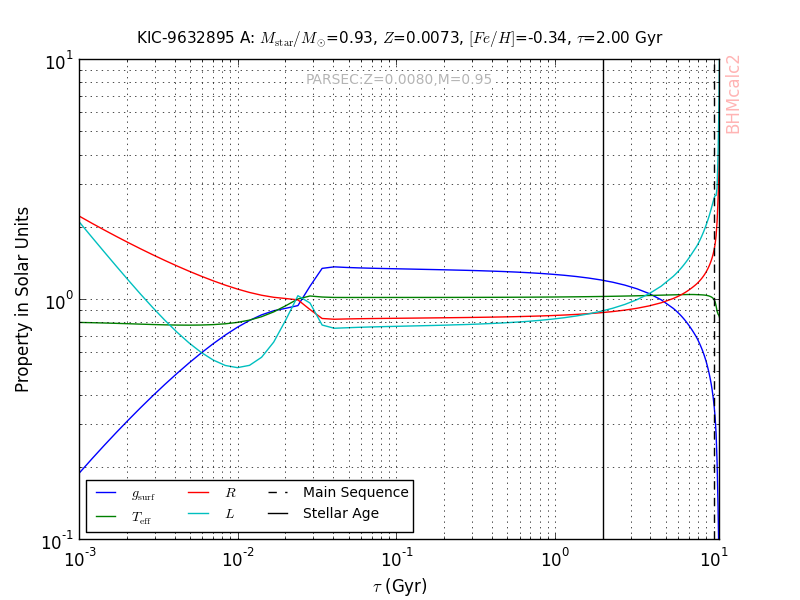 KIC-9632895 A: M_star/M_☉=0.93, Z=0.0073, [Fe/H]=-0.34, τ=2.00 Gyr
PARSEC:Z=0.0080,M=0.95
BHMcalc2
Property in Solar Units
10^1
10^0
10^-1
g_surf
T_eff
R
L
Main Sequence
Stellar Age
10^-3 10^-2 10^-1 10^0 10^1
τ (Gyr)